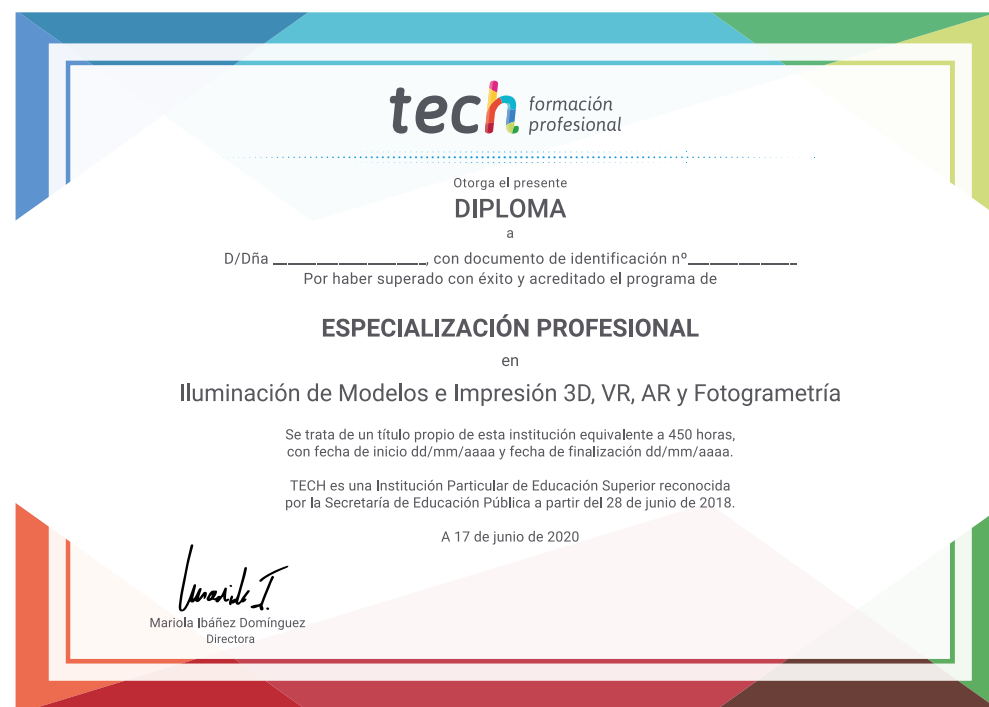 tech formación
profesional
Otorga el presente
DIPLOMA
a
D/Dña ____________________, con documento de identificación nº______________
Por haber superado con éxito y acreditado el programa de
ESPECIALIZACIÓN PROFESIONAL
en
Iluminación de Modelos e Impresión 3D, VR, AR y Fotogrametría
Se trata de un título propio de esta institución equivalente a 450 horas,
con fecha de inicio dd/mm/aaaa y fecha de finalización dd/mm/aaaa.
TECH es una Institución Particular de Educación Superior reconocida
por la Secretaría de Educación Pública a partir del 28 de junio de 2018.
A 17 de junio de 2020
Mariola Ibáñez Domínguez
Directora